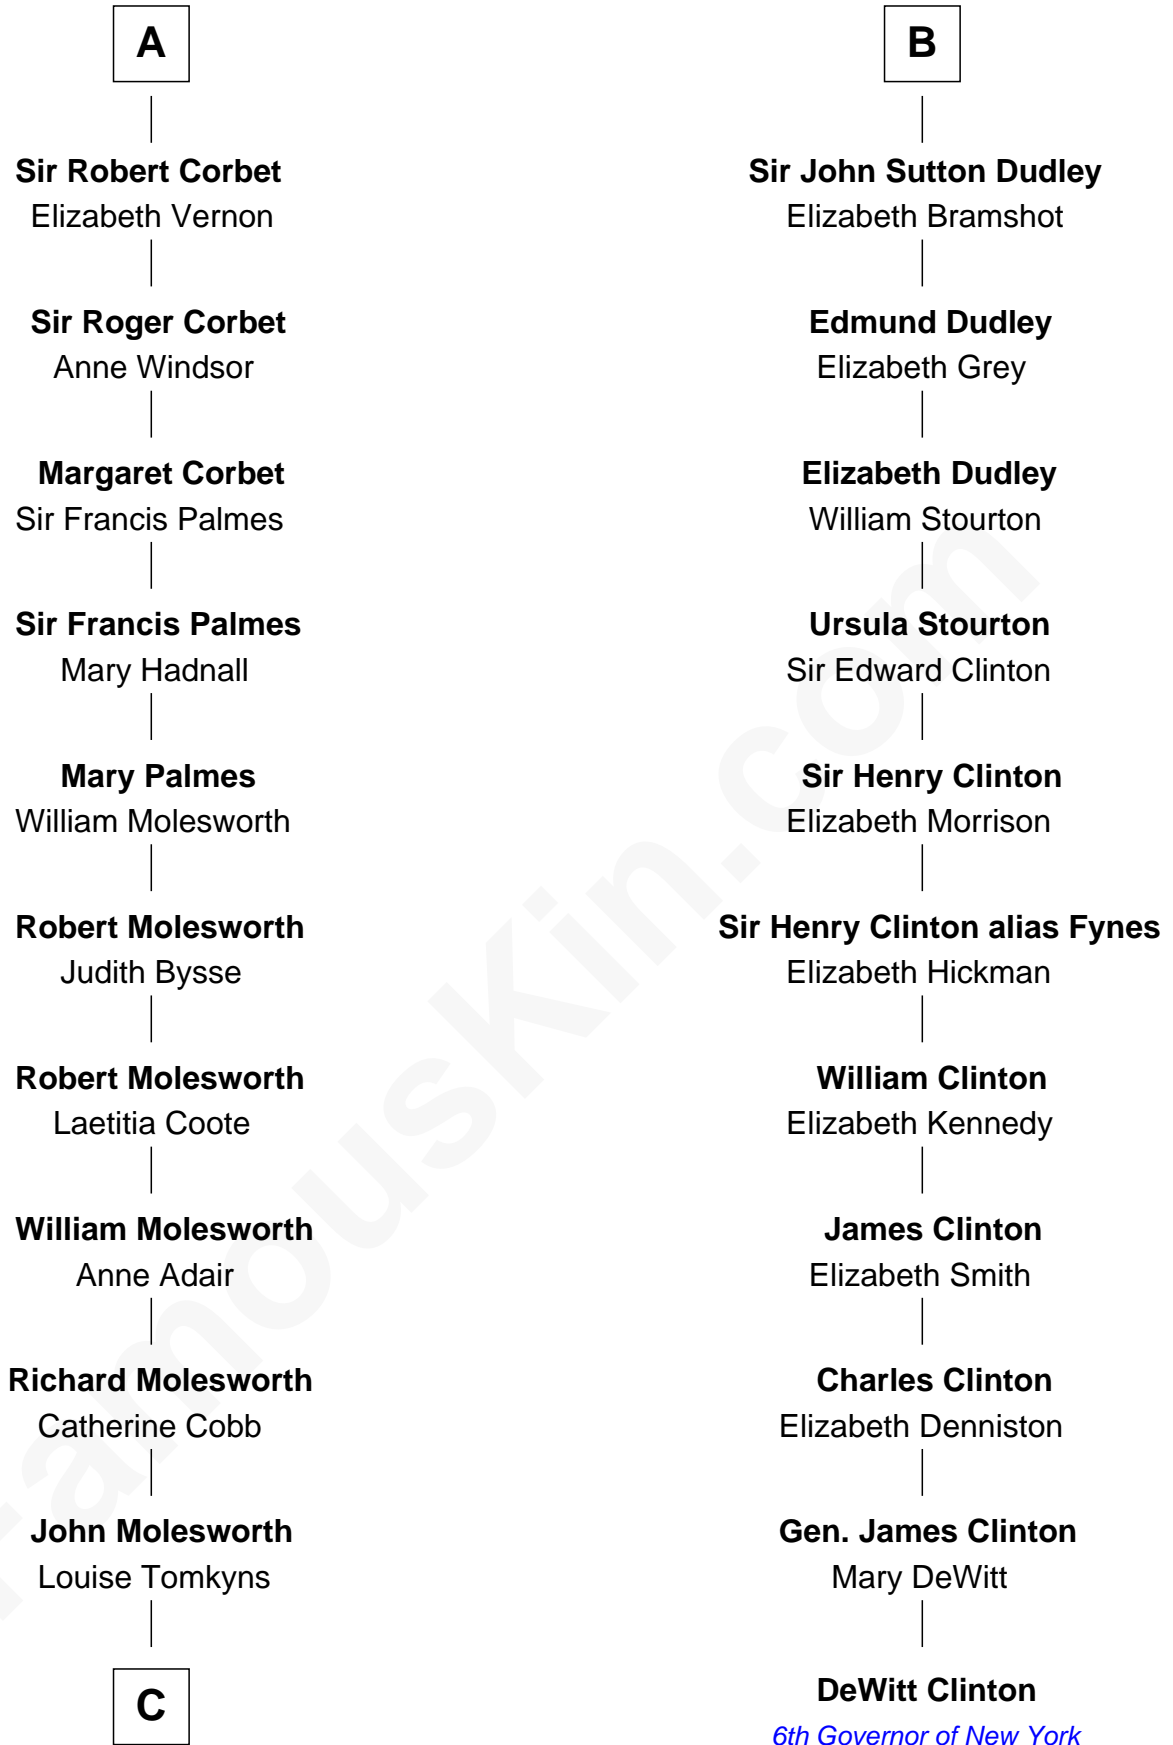 A
Sir Robert Corbet
Elizabeth Vernon
Sir Roger Corbet
Anne Windsor
Margaret Corbet
Sir Francis Palmes
Sir Francis Palmes
Mary Hadnall
Mary Palmes
William Molesworth
Robert Molesworth
Judith Bysse
Robert Molesworth
Laetitia Coote
William Molesworth
Anne Adair
Richard Molesworth
Catherine Cobb
John Molesworth
Louise Tomkyns
C
B
Sir John Sutton Dudley
Elizabeth Bramshot
Edmund Dudley
Elizabeth Grey
Elizabeth Dudley
William Stourton
Ursula Stourton
Sir Edward Clinton
Sir Henry Clinton
Elizabeth Morrison
Sir Henry Clinton alias Fynes
Elizabeth Hickman
William Clinton
Elizabeth Kennedy
James Clinton
Elizabeth Smith
Charles Clinton
Elizabeth Denniston
Gen. James Clinton
Mary DeWitt
DeWitt Clinton
6th Governor of New York
FamousKin.com